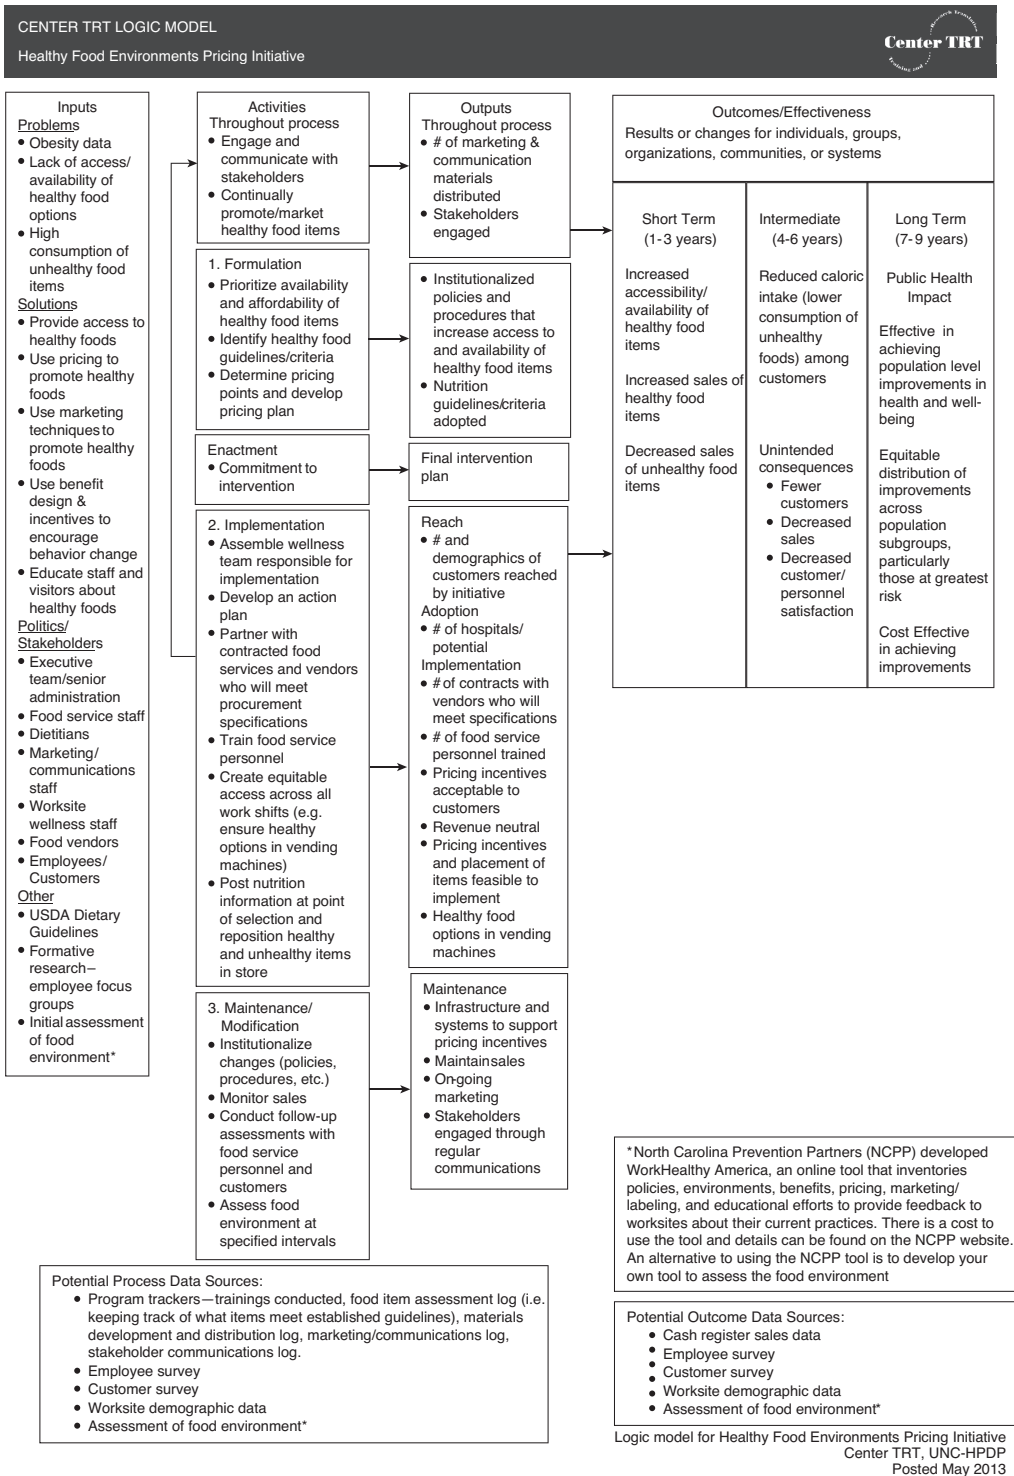 CENTER TRT LOGIC MODEL
Healthy Food Environments Pricing Initiative
Research Translation
Center TRT
Training and
Inputs
Problems
• Obesity data
• Lack of access/
availability of
healthy food
options
• High
consumption of
unhealthy food
items
Solutions
• Provide access to
healthy foods
• Use pricing to
promote healthy
foods
• Use marketing
techniques to
promote healthy
foods
• Use benefit
design &
incentives to
encourage
behavior change
• Educate staff and
visitors about
healthy foods
Politics/
Stakeholders
• Executive
team/senior
administration
• Food service staff
• Dietitians
• Marketing/
communications
staff
• Worksite
wellness staff
• Food vendors
• Employees/
Customers
Other
• USDA Dietary
Guidelines
• Formative
research–
employee focus
groups
• Initial assessment
of food
environment*
Activities
Throughout process
• Engage and
communicate with
stakeholders
• Continually
promote/market
healthy food items
1. Formulation
• Prioritize availability
and affordability of
healthy food items
• Identify healthy food
guidelines/criteria
• Determine pricing
points and develop
pricing plan
Enactment
• Commitment to
intervention
2. Implementation
• Assemble wellness
team responsible for
implementation
• Develop an action
plan
• Partner with
contracted food
services and vendors
who will meet
procurement
specifications
• Train food service
personnel
• Create equitable
access across all
work shifts (e.g.
ensure healthy
options in vending
machines)
• Post nutrition
information at point
of selection and
reposition healthy
and unhealthy items
in store
3. Maintenance/
Modification
• Institutionalize
changes (policies,
procedures, etc.)
• Monitor sales
• Conduct follow-up
assessments with
food service
personnel and
customers
• Assess food
environment at
specified intervals
Outputs
Throughout process
• # of marketing &
communication
materials
distributed
• Stakeholders
engaged
• Institutionalized
policies and
procedures that
increase access to
and availability of
healthy food items
• Nutrition
guidelines/criteria
adopted
Final intervention
plan
Reach
• # and
demographics of
customers reached
by initiative
Adoption
• # of hospitals/
potential
Implementation
• # of contracts with
vendors who will
meet specifications
• # of food service
personnel trained
• Pricing incentives
acceptable to
customers
• Revenue neutral
• Pricing incentives
and placement of
items feasible to
implement
• Healthy food
options in vending
machines
Maintenance
• Infrastructure and
systems to support
pricing incentives
• Maintain sales
• On-going
marketing
• Stakeholders
engaged through
regular
communications
Outcomes/Effectiveness
Results or changes for individuals, groups,
organizations, communities, or systems
Short Term
(1-3 years)
Increased
accessibility/
availability of
healthy food
items
Increased sales of
healthy food
items
Decreased sales
of unhealthy food
items
Intermediate
(4-6 years)
Reduced caloric
intake (lower
consumption of
unhealthy
foods) among
customers
Unintended
consequences
• Fewer
customers
• Decreased
sales
• Decreased
customer/
personnel
satisfaction
Long Term
(7-9 years)
Public Health
Impact
Effective in
achieving
population level
improvements in
health and well-
being
Equitable
distribution of
improvements
across
population
subgroups,
particularly
those at greatest
risk
Cost Effective
in achieving
improvements
*North Carolina Prevention Partners (NCPP) developed
WorkHealthy America, an online tool that inventories
policies, environments, benefits, pricing, marketing/
labeling, and educational efforts to provide feedback to
worksites about their current practices. There is a cost to
use the tool and details can be found on the NCPP website.
An alternative to using the NCPP tool is to develop your
own tool to assess the food environment
Potential Process Data Sources:
• Program trackers—trainings conducted, food item assessment log (i.e.
keeping track of what items meet established guidelines), materials
development and distribution log, marketing/communications log,
stakeholder communications log.
• Employee survey
• Customer survey
• Worksite demographic data
• Assessment of food environment*
Potential Outcome Data Sources:
• Cash register sales data
• Employee survey
• Customer survey
• Worksite demographic data
• Assessment of food environment*
Logic model for Healthy Food Environments Pricing Initiative
Center TRT, UNC-HPDP
Posted May 2013